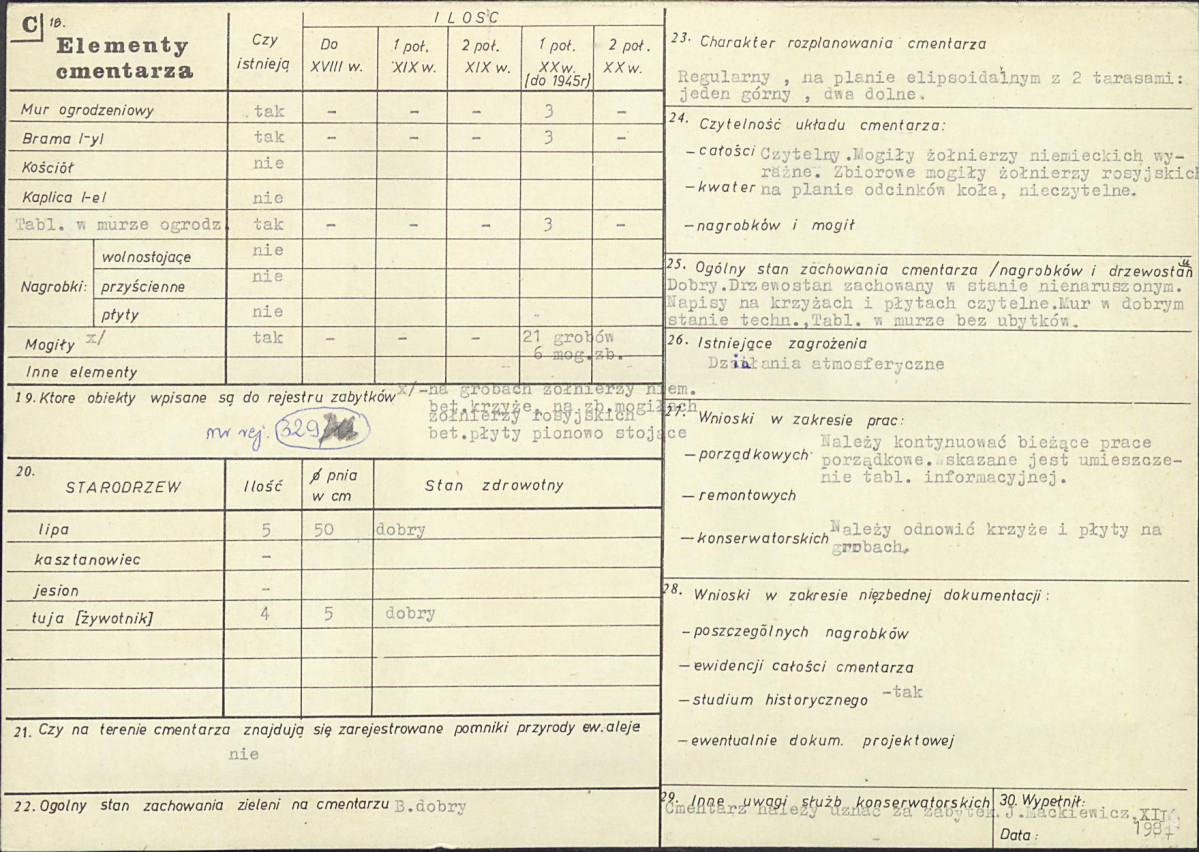 C 18.
Elementy
cmentarza
Czy
istnieją
ILOŚĆ
Do
XVIII w.
1 poł.
XIX w.
2 poł.
XIX w.
1 poł.
XX w.
(do 1945r)
2 poł.
XX w.
Mur ogrodzeniowy tak - - - 3 -
Brama l-yl tak - - - 3 -
Kościół nie
Kaplica l-el nie
Tabl. w murze ogrodz. tak - - - 3 -
Nagrobki:
wolnostojące nie
przyścienne nie
płyty nie
Mogiły x/ tak - - - 21 grobów -
6 mog.zb.
Inne elementy
19. Ktore obiekty wpisane są do rejestru zabytków
x/-na grobach żołnierzy niem.
bet.krzyże, na zb.mogiłach
żołnierzy rosyjskich
bet.płyty pionowo stojące
nr rej. 329
20. STARODRZEW Ilość ∅ pnia
w cm Stan zdrowotny
lipa 5 50 dobry
kasztanowiec -
jesion -
tuja [żywotnik] 4 5 dobry
21. Czy na terenie cmentarza znajdują się zarejestrowane pomniki przyrody ew. aleje
nie
22. Ogolny stan zachowania zieleni na cmentarzu B.dobry
23. Charakter rozplanowania cmentarza
Regularny , na planie elipsoidalnym z 2 tarasami:
jeden górny , dwa dolne.
24. Czytelność układu cmentarza:
- całości Czytelny.Mogiły żołnierzy niemieckich wy-
raźne. Zbiorowe mogiły żołnierzy rosyjskich
- kwater na planie odcinków koła, nieczytelne.
- nagrobków i mogił
25. Ogólny stan zachowania cmentarza /nagrobków i drzewostanu
Dobry.Drzewostan zachowany w stanie nienaruszonym.
Napisy na krzyżach i płytach czytelne.Mur w dobrym
stanie techn.,Tabl. w murze bez ubytków.
26. Istniejące zagrożenia
Działania atmosferyczne
27. Wnioski w zakresie prac:
- porządkowych Należy kontynuować bieżące prace
porządkowe. Wskazane jest umieszcze-
nie tabl. informacyjnej.
- remontowych
- konserwatorskich Należy odnowić krzyże i płyty na
grobach.
28. Wnioski w zakresie nięzbednej dokumentacji:
- poszczególnych nagrobków
- ewidencji całości cmentarza
- studium historycznego -tak
- ewentualnie dokum. projektowej
29. Inne uwagi służb konserwatorskich
Cmentarz należy uznać za zabytek.
30. Wypełnił:
J.Mackiewicz,XII
Data: